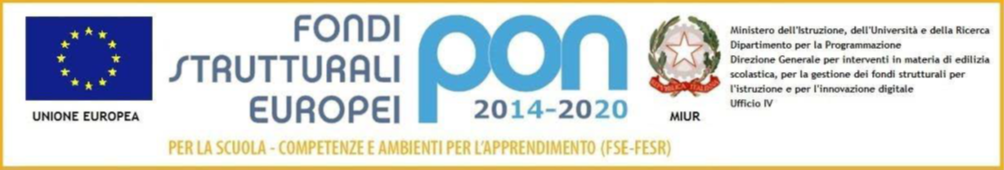 UNIONE EUROPEA
FONDI
STRUTTURALI
EUROPEI
pon
2014-2020
PER LA SCUOLA - COMPETENZE E AMBIENTI PER L'APPRENDIMENTO (FSE-FESR)
MIUR
Ministero dell'Istruzione, dell'Università e della Ricerca
Dipartimento per la Programmazione
Direzione Generale per interventi in materia di edilizia
scolastica, per la gestione dei fondi strutturali per
l'istruzione e per l'innovazione digitale
Ufficio IV